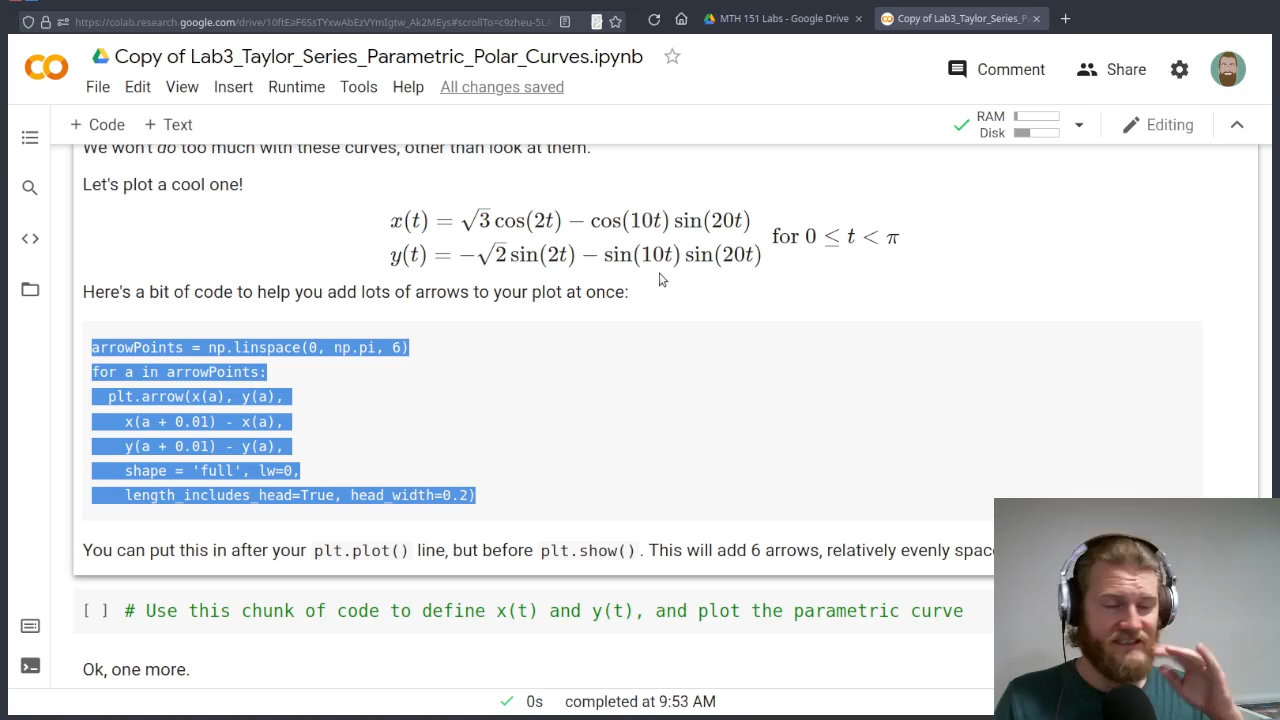 https://colab.research.google.com/drive/10ftEaF6SsTYxwAbEzVYmIgtw_Ak2MEys#scrollTo=c9zheu-5LA
MTH 151 Labs - Google Drive
Copy of Lab3_Taylor_Series_P
Copy of Lab3_Taylor_Series_Parametric_Polar_Curves.ipynb
File Edit View Insert Runtime Tools Help All changes saved
Comment Share
+ Code + Text
RAM
Disk
Editing
We won't do too much with these curves, other than look at them.
Let's plot a cool one!
x(t) = √3 cos(2t) − cos(10t) sin(20t)
y(t) = −√2 sin(2t) − sin(10t) sin(20t)
for 0 ≤ t < π
Here's a bit of code to help you add lots of arrows to your plot at once:
arrowPoints = np.linspace(0, np.pi, 6)
for a in arrowPoints:
  plt.arrow(x(a), y(a),
    x(a + 0.01) - x(a),
    y(a + 0.01) - y(a),
    shape = 'full', lw=0,
    length_includes_head=True, head_width=0.2)
You can put this in after your plt.plot() line, but before plt.show(). This will add 6 arrows, relatively evenly spac
[ ] # Use this chunk of code to define x(t) and y(t), and plot the parametric curve
Ok, one more.
0s completed at 9:53 AM